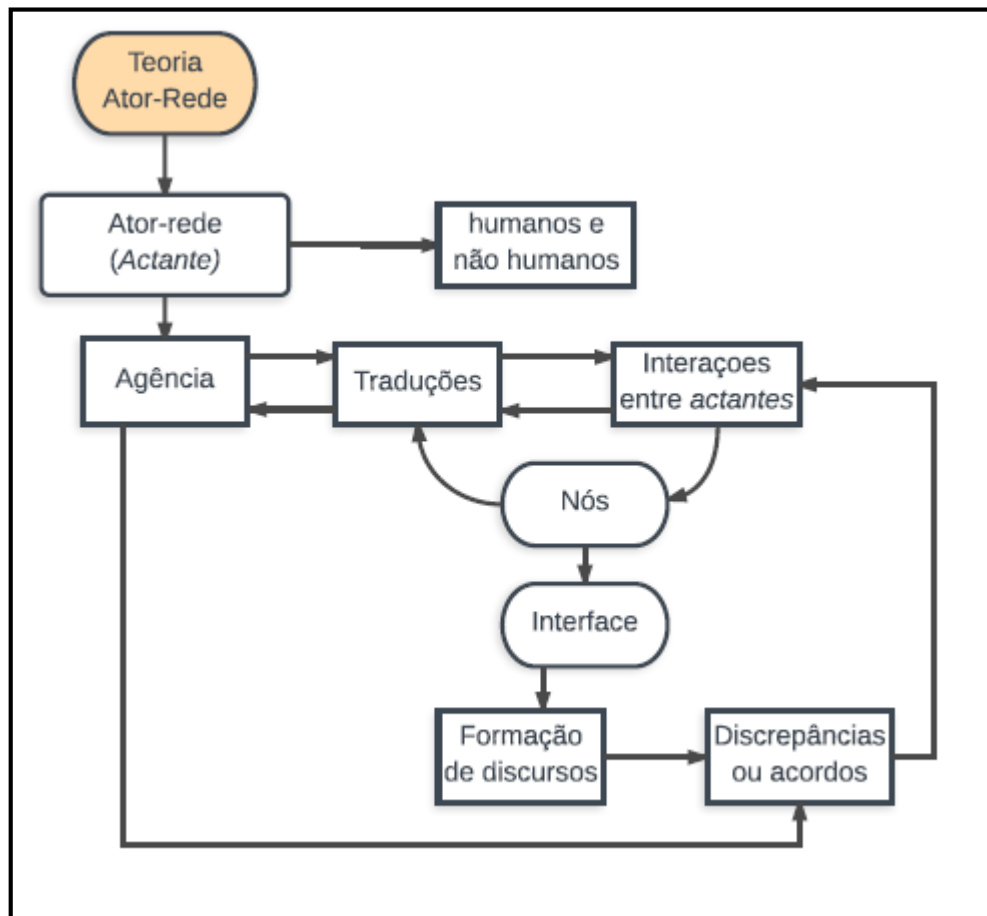 Teoria
Ator-Rede
Ator-rede
(Actante)
humanos e
não humanos
Agência
Traduções
Interaçoes
entre actantes
Nós
Interface
Formação
de discursos
Discrepâncias
ou acordos